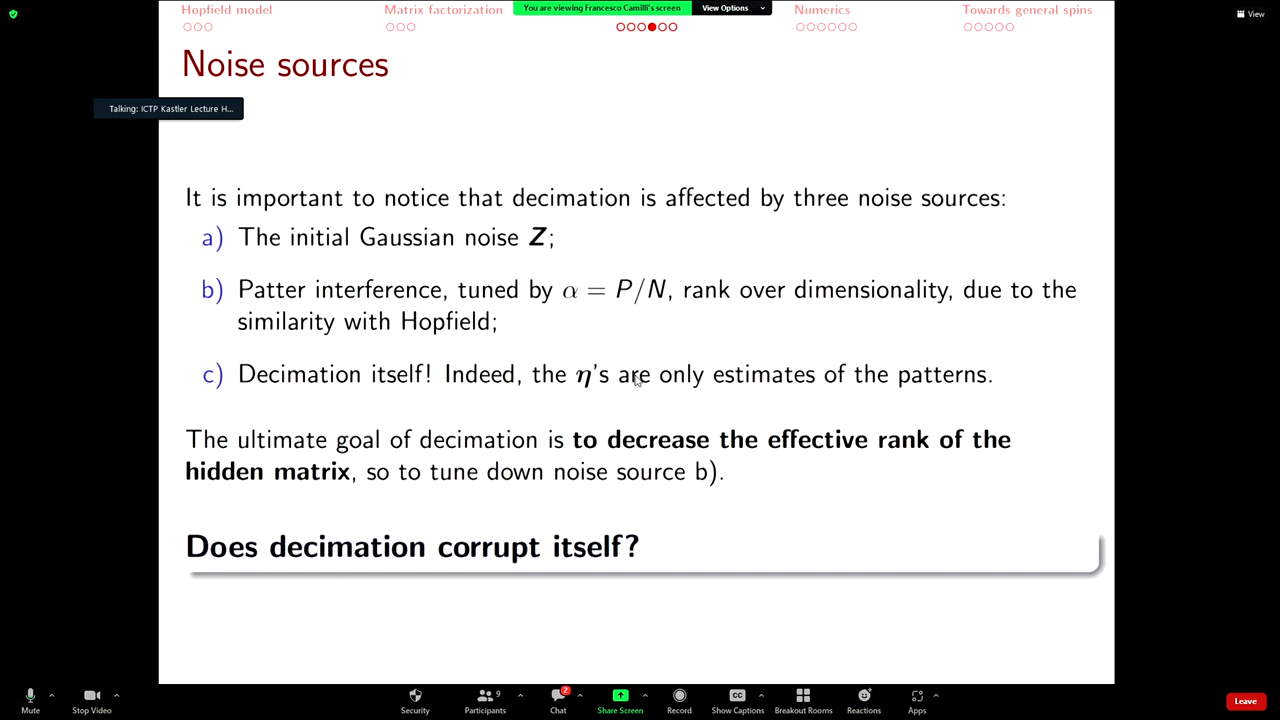 Hopfield model
Matrix factorization
You are viewing Francesco Camilli's screen
View Options
Numerics
Towards general spins
View
Noise sources
Talking: ICTP Kastler Lecture H...
It is important to notice that decimation is affected by three noise sources:
a) The initial Gaussian noise Z;
b) Patter interference, tuned by α = P/N, rank over dimensionality, due to the
similarity with Hopfield;
c) Decimation itself! Indeed, the η's are only estimates of the patterns.
The ultimate goal of decimation is to decrease the effective rank of the
hidden matrix, so to tune down noise source b).
Does decimation corrupt itself?
Mute
Stop Video
Security
Participants
9
Chat
2
Share Screen
Record
CC
Show Captions
Breakout Rooms
Reactions
Apps
Leave